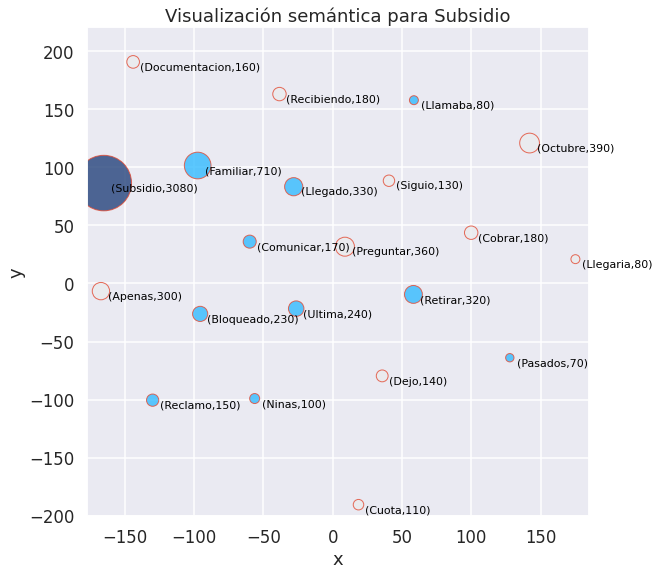 Visualización semántica para Subsidio
200
150
100
50
0
−50
−100
−150
−200
y
(Documentacion,160)
(Recibiendo,180)
(Llamaba,80)
(Octubre,390)
(Familiar,710)
(Subsidio,3080)
(Llegado,330)
(Siguio,130)
(Comunicar,170)
(Preguntar,360)
(Cobrar,180)
(Llegaria,80)
(Apenas,300)
(Bloqueado,230)
(Ultima,240)
(Retirar,320)
(Pasados,70)
(Dejo,140)
(Reclamo,150)
(Ninas,100)
(Cuota,110)
−150
−100
−50
0
50
100
150
x